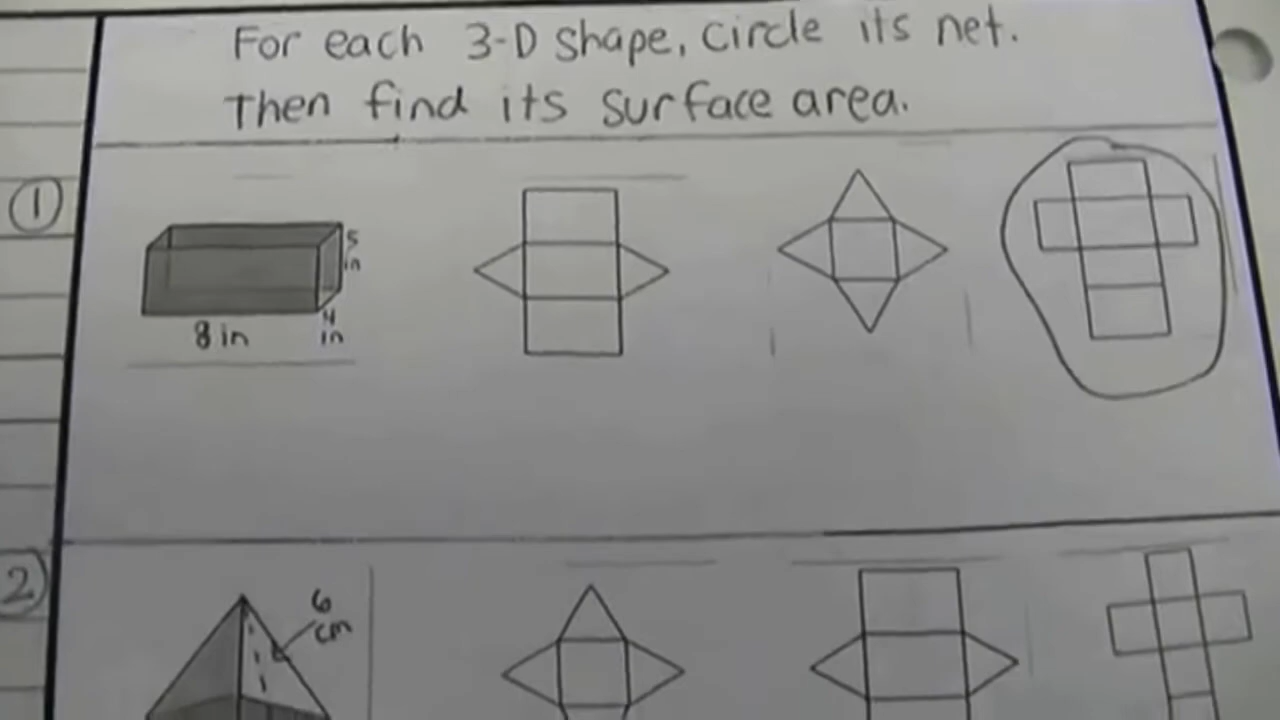 For each 3-D shape, circle its net.
Then find its surface area.
1
5
in
4
8 in
in
2
6
cm